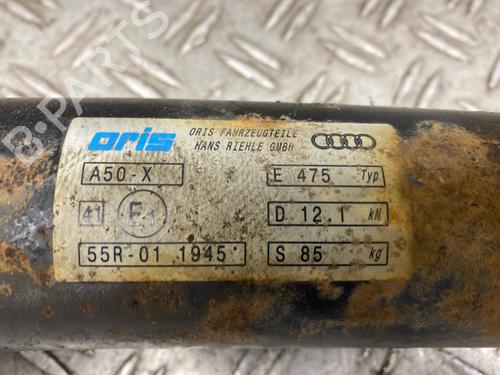 oris
ORIS FAHRZEUGTEILE
HANS RIEHLE GMBH
A50-X
E 475 Typ
41 E1
D 12.1 kN
55R-01 1945
S 85 kg
B-PARTS